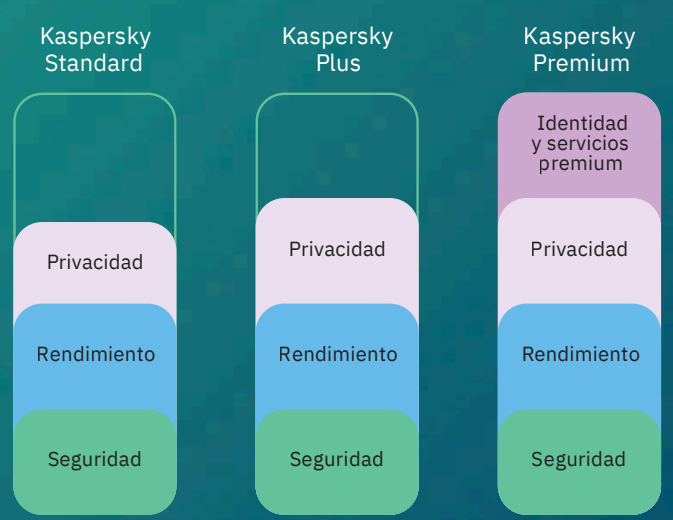 Kaspersky
Standard
Kaspersky
Plus
Kaspersky
Premium
Identidad
y servicios
premium
Privacidad
Privacidad
Privacidad
Rendimiento
Rendimiento
Rendimiento
Seguridad
Seguridad
Seguridad